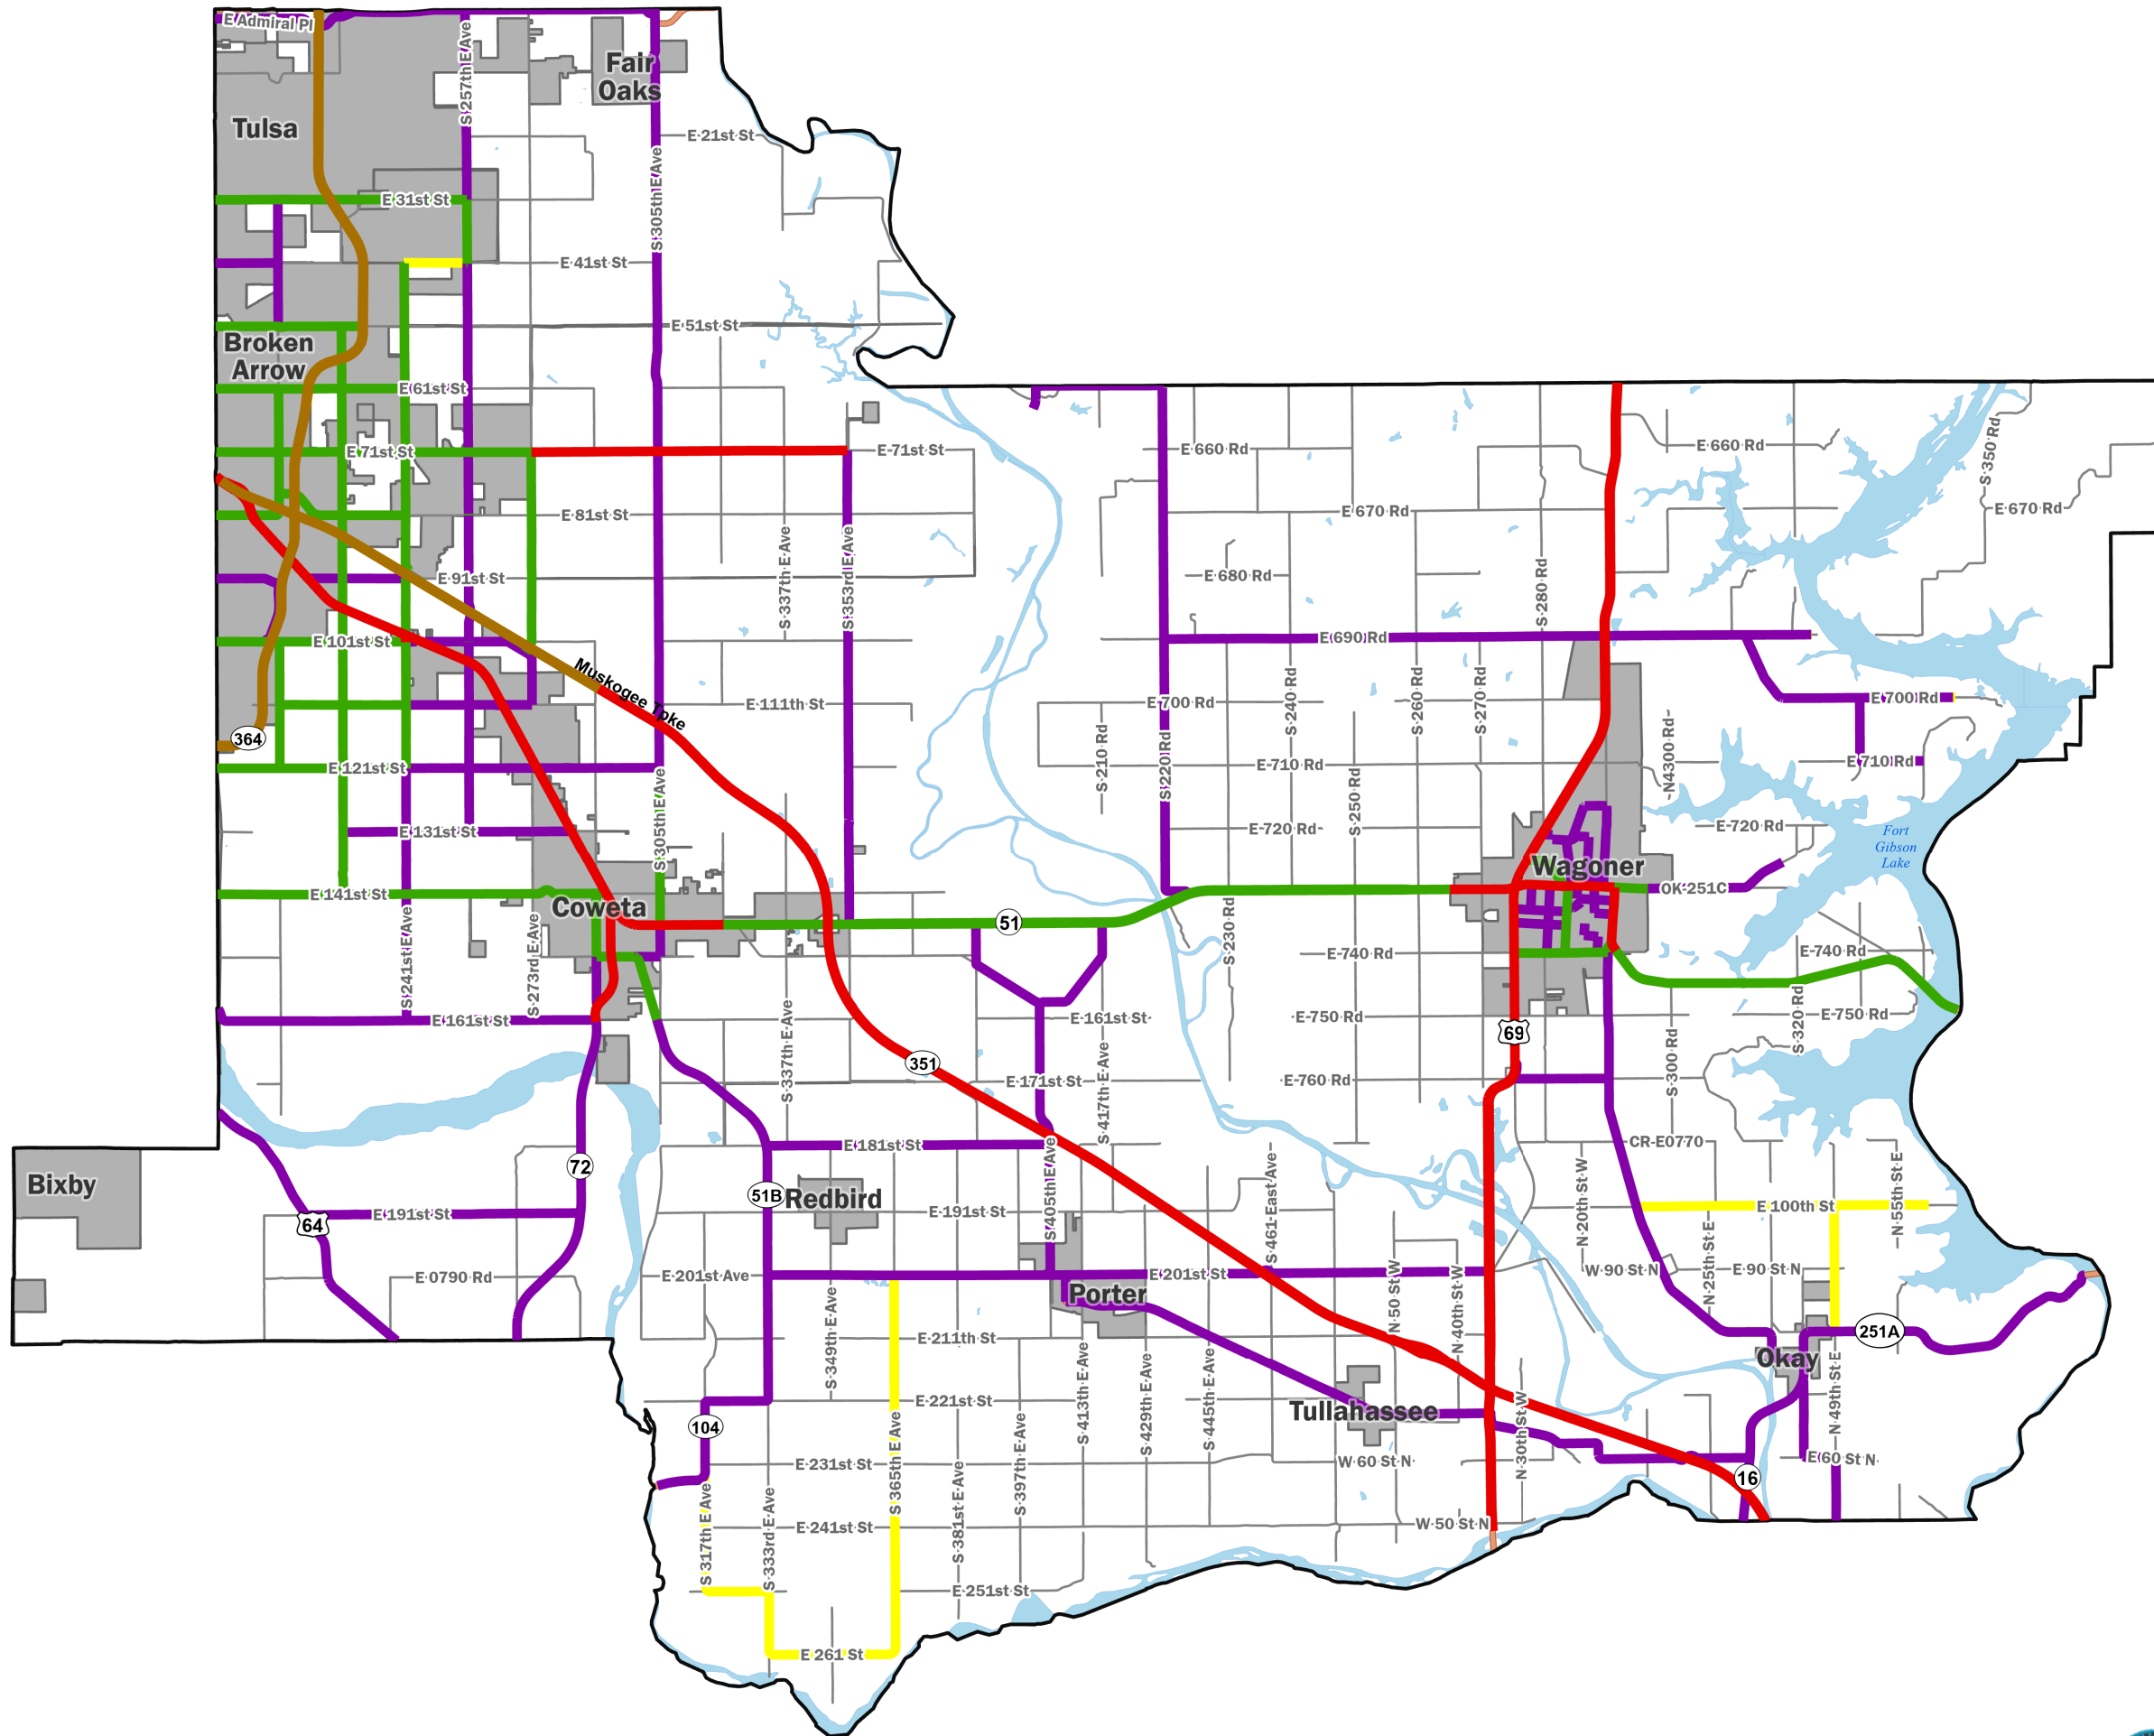 E Admiral Pl
S 257th E Ave
Fair
Oaks
Tulsa
E 21st St
S 305th E Ave
E 31st St
E 41st St
E 51st St
Broken
Arrow
E 61st St
E 71st St
E 71st St
E 660 Rd
E 660 Rd
S 350 Rd
E 81st St
E 670 Rd
E 670 Rd
E 91st St
S 337th E Ave
S 353rd E Ave
E 680 Rd
S 280 Rd
E 101st St
E 690 Rd
Muskogee Tpke
E 111th St
E 700 Rd
S 240 Rd
S 260 Rd
S 270 Rd
E 700 Rd
364
S 210 Rd
S 220 Rd
N4300 Rd
E 121st St
E 710 Rd
E 710 Rd
S 250 Rd
S 305th E Ave
E 131st St
E 720 Rd
E 720 Rd
Fort
Gibson
Lake
Wagoner
E 141st St
OK 251C
Coweta
51
S 241st E Ave
S 273rd E Ave
S 230 Rd
E 740 Rd
E 740 Rd
E 161st St
E 161st St
E 750 Rd
E 750 Rd
S 320 Rd
69
S 337th E Ave
351
S 417th E Ave
S 300 Rd
E 171st St
E 760 Rd
E 181st St
CR-E0770
72
Bixby
51B
Redbird
S 405th E Ave
S 461 East Ave
N 20th St W
N 55th St E
E 191st St
E 191st St
E 100th St
64
N 25th St E
E 0790 Rd
E 201st Ave
E 201st St
W 90 St N
E 90 St N
Porter
N 50 St W
N 40th St W
S 349th E Ave
E 211th St
251A
Okay
S 413th E Ave
S 429th E Ave
S 445th E Ave
N 49th St E
E 221st St
Tullahassee
104
S 365th E Ave
S 397th E Ave
N 30th St W
E 231st St
W 60 St N
E 60 St N
16
S 317th E Ave
S 333rd E Ave
S 381st E Ave
E 241st St
W 50 St N
E 251st St
E 261 St